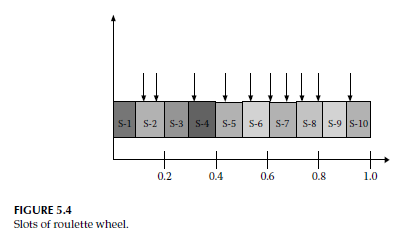 S-1 S-2 S-3 S-4 S-5 S-6 S-7 S-8 S-9 S-10
0.2 0.4 0.6 0.8 1.0
FIGURE 5.4
Slots of roulette wheel.